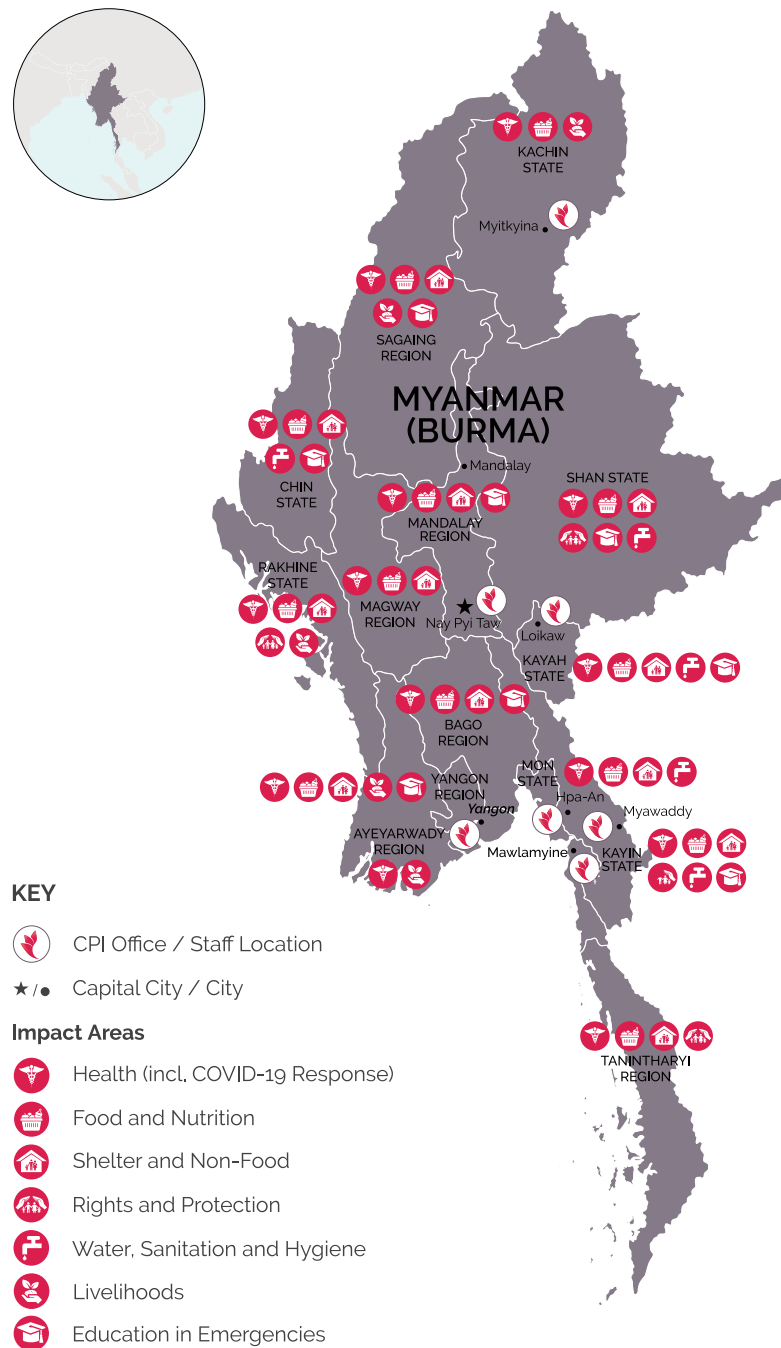 KACHIN
STATE
Myitkyina
SAGAING
REGION
MYANMAR
(BURMA)
Mandalay
CHIN
STATE
SHAN STATE
MANDALAY
REGION
RAKHINE
STATE
MAGWAY
REGION
Nay Pyi Taw
Loikaw
KAYAH
STATE
BAGO
REGION
MON
STATE
YANGON
REGION
Hpa-An
Yangon
Myawaddy
AYEYARWADY
REGION
Mawlamyine
KAYIN
STATE
KEY
CPI Office / Staff Location
★/● Capital City / City
Impact Areas
Health (incl. COVID-19 Response)
Food and Nutrition
Shelter and Non-Food
Rights and Protection
Water, Sanitation and Hygiene
Livelihoods
Education in Emergencies
TANINTHARYI
REGION